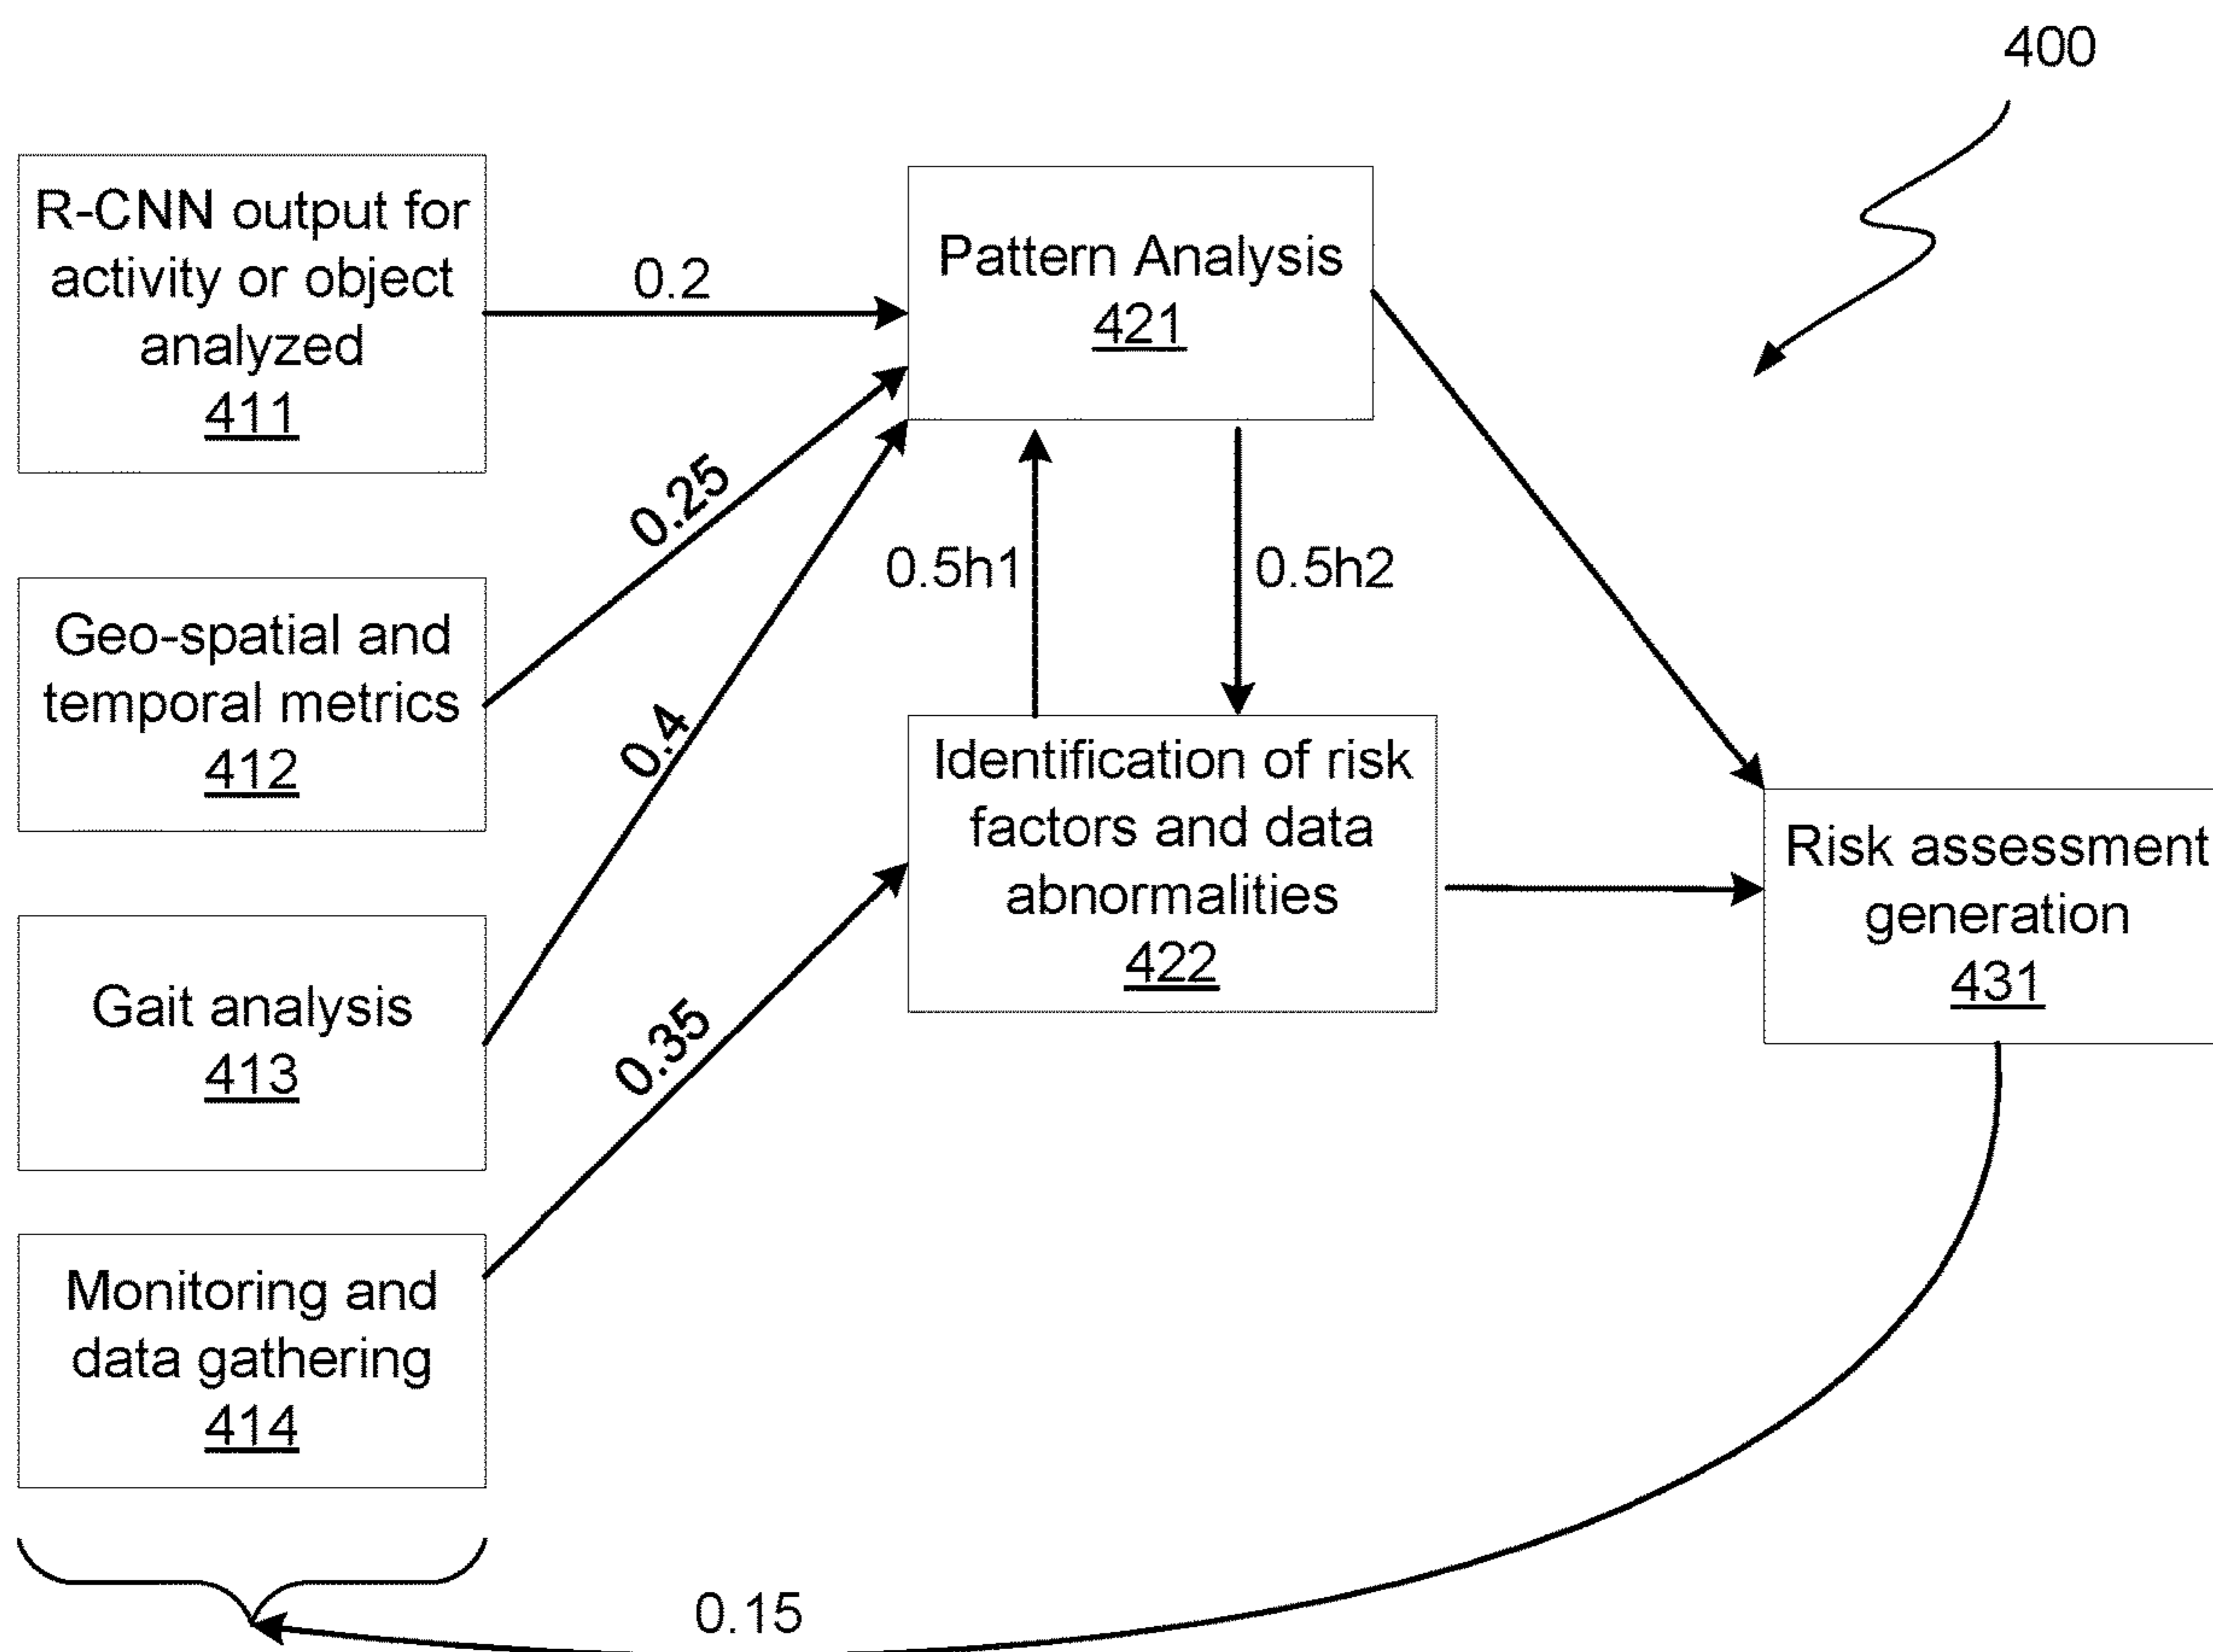 400
R-CNN output for
activity or object
analyzed
411
0.2
Pattern Analysis
421
0.25
Geo-spatial and
temporal metrics
412
0.4
0.5h1
0.5h2
Identification of risk
factors and data
abnormalities
422
Risk assessment
generation
431
Gait analysis
413
0.35
Monitoring and
data gathering
414
0.15